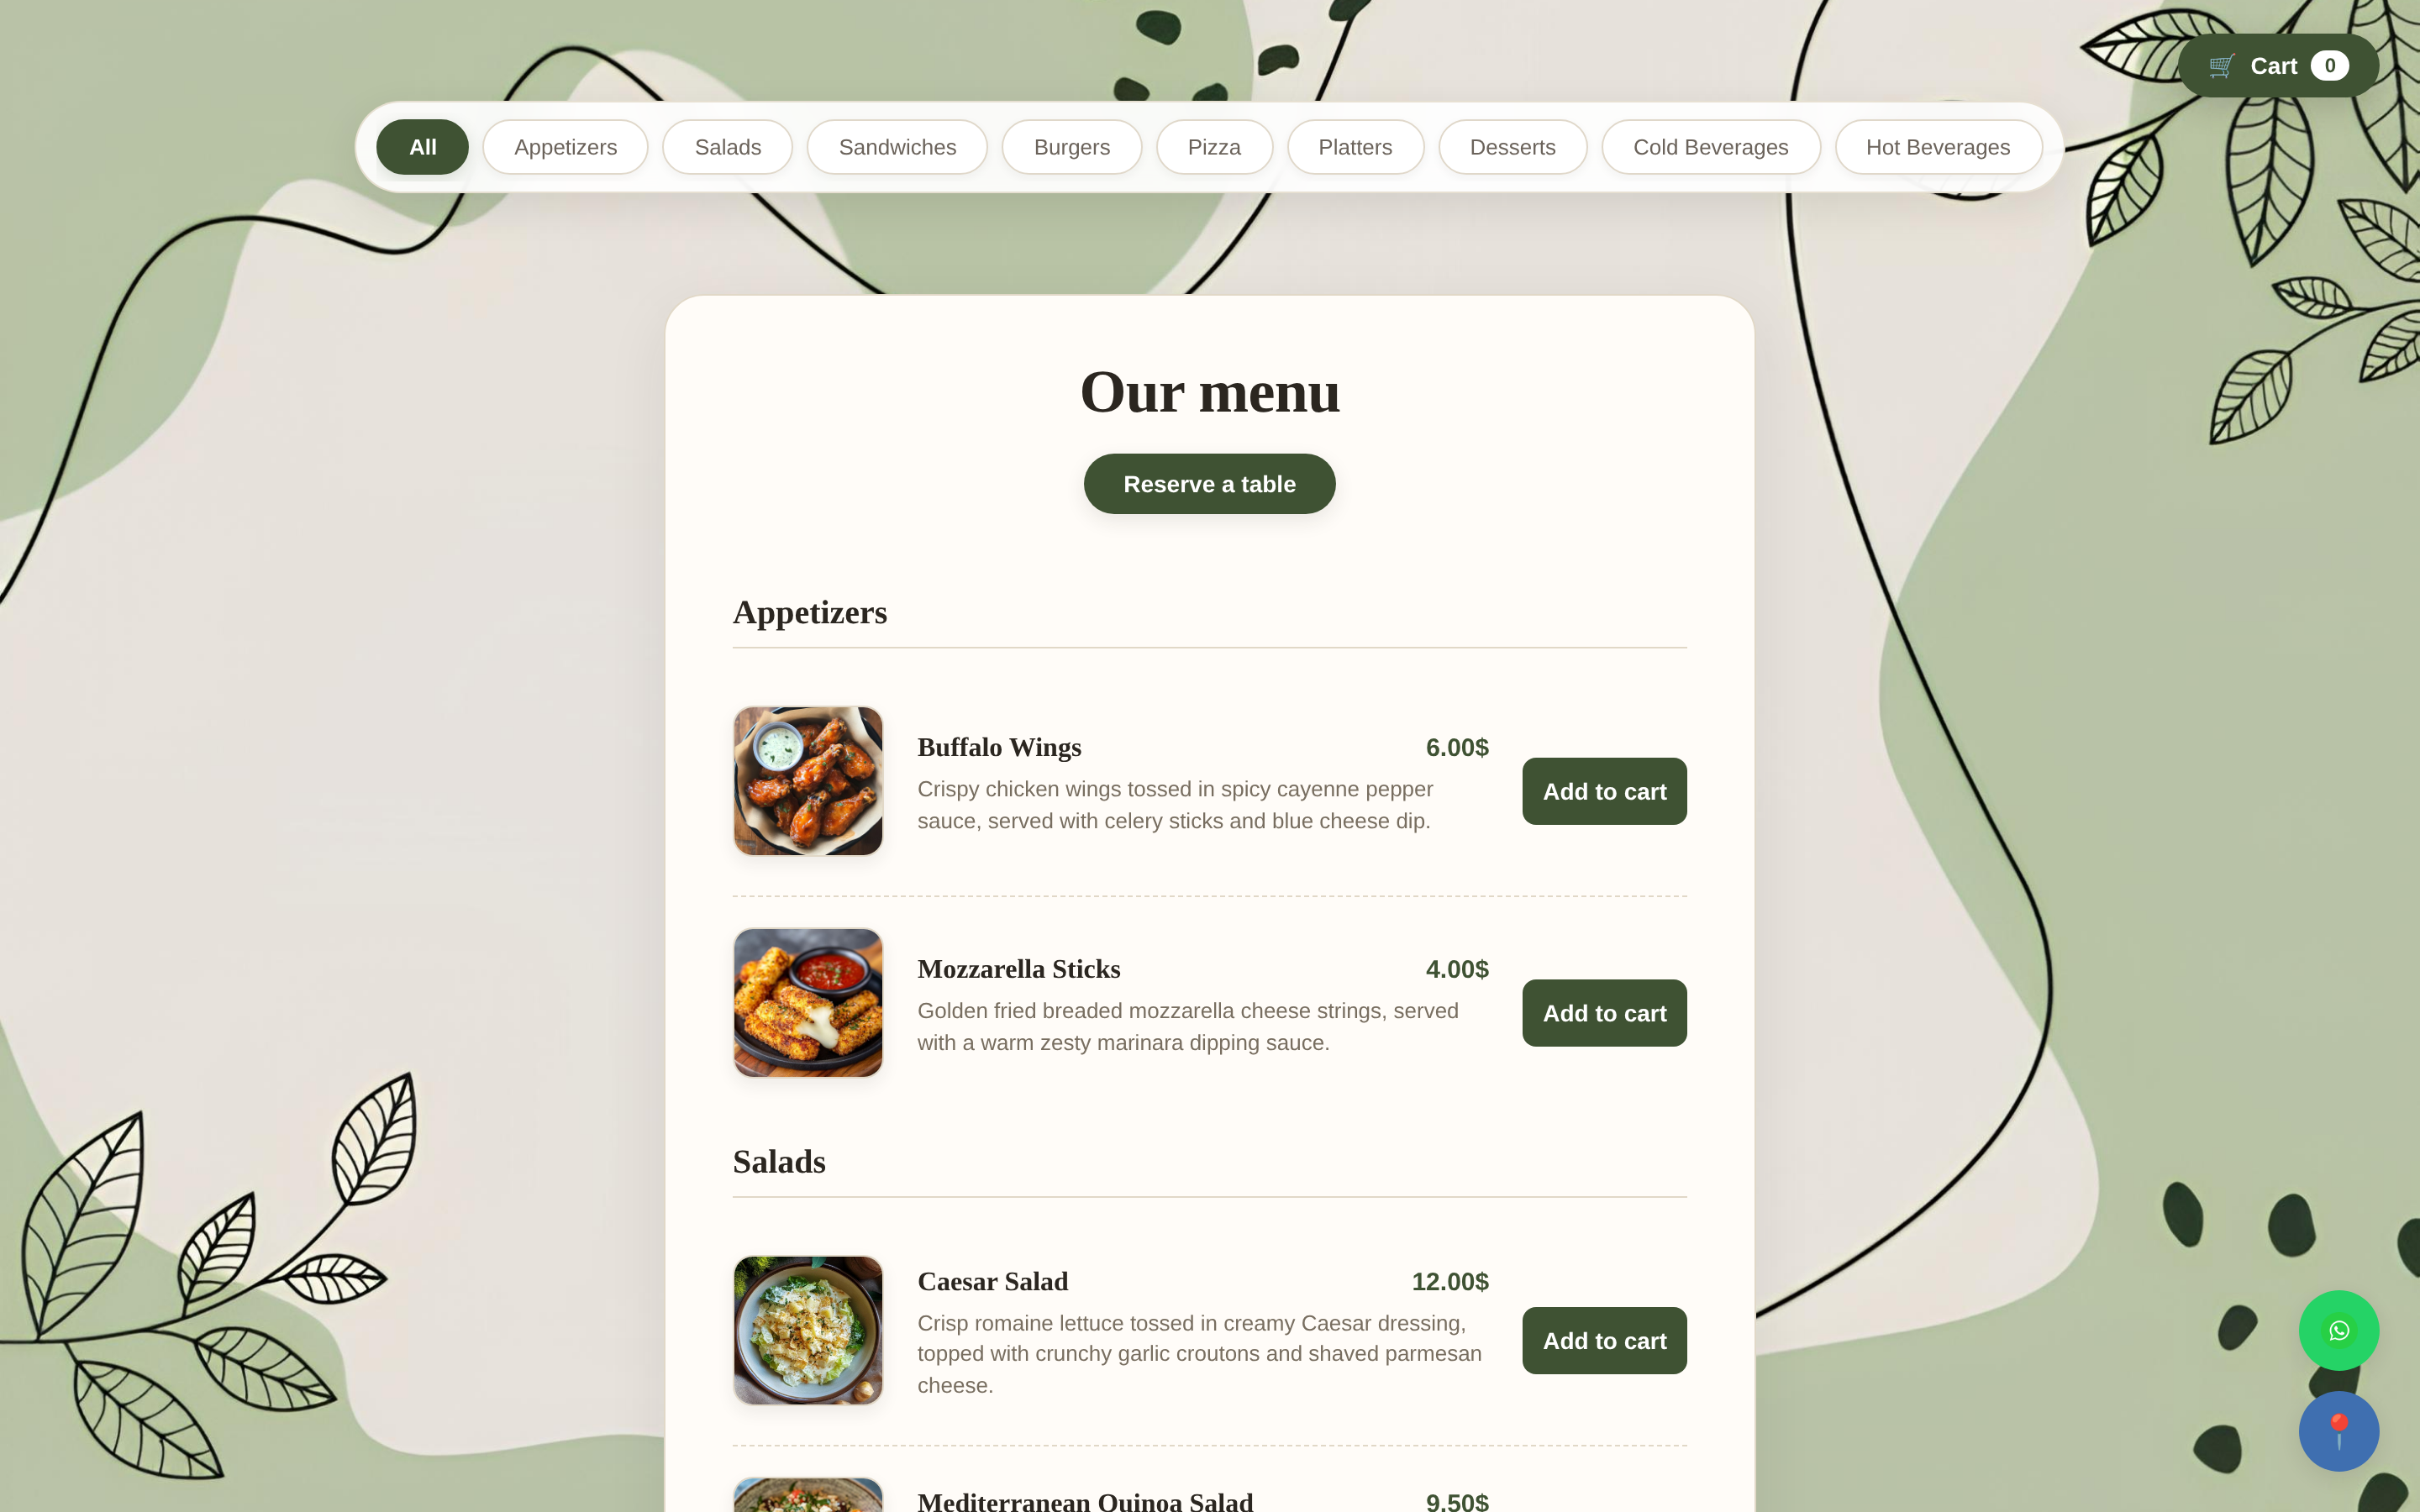 Cart 0
All
Appetizers
Salads
Sandwiches
Burgers
Pizza
Platters
Desserts
Cold Beverages
Hot Beverages
Our menu
Reserve a table
Appetizers
Buffalo Wings 6.00$
Crispy chicken wings tossed in spicy cayenne pepper
sauce, served with celery sticks and blue cheese dip.
Add to cart
Mozzarella Sticks 4.00$
Golden fried breaded mozzarella cheese strings, served
with a warm zesty marinara dipping sauce.
Add to cart
Salads
Caesar Salad 12.00$
Crisp romaine lettuce tossed in creamy Caesar dressing,
topped with crunchy garlic croutons and shaved parmesan
cheese.
Add to cart
Mediterranean Quinoa Salad 9.50$